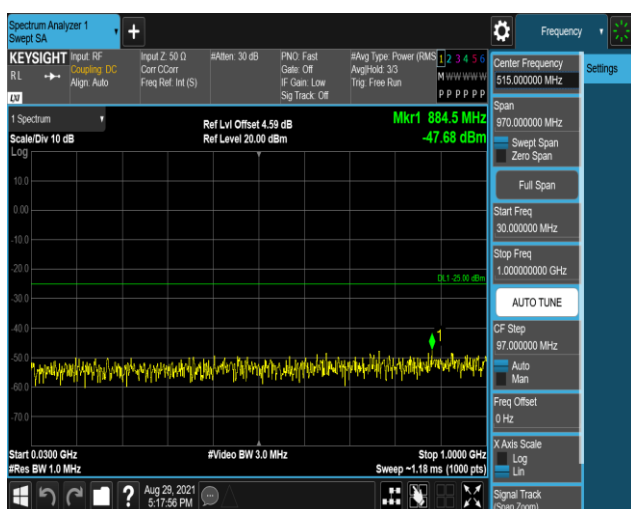 Spectrum Analyzer 1
Swept SA
+
Frequency
KEYSIGHT
RL
LXI
Input: RF
Coupling: DC
Align: Auto
Input Z: 50 Ω
Corr CCorr
Freq Ref: Int (S)
#Atten: 30 dB
PNO: Fast
Gate: Off
IF Gain: Low
Sig Track: Off
#Avg Type: Power (RMS
Avg|Hold: 3/3
Trig: Free Run
1 2 3 4 5 6
M W W W W W
P P P P P P
1 Spectrum
Scale/Div 10 dB
Log
Ref Lvl Offset 4.59 dB
Ref Level 20.00 dBm
Mkr1 884.5 MHz
-47.68 dBm
10.0
0.00
-10.0
-20.0
DL1 -25.00 dBm
-30.0
-40.0
1
-50.0
-60.0
-70.0
Start 0.0300 GHz
#Res BW 1.0 MHz
#Video BW 3.0 MHz
Stop 1.0000 GHz
Sweep ~1.18 ms (1000 pts)
?
Aug 29, 2021
5:17:56 PM
Center Frequency
515.000000 MHz
Settings
Span
970.000000 MHz
Swept Span
Zero Span
Full Span
Start Freq
30.000000 MHz
Stop Freq
1.000000000 GHz
AUTO TUNE
CF Step
97.000000 MHz
Auto
Man
Freq Offset
0 Hz
X Axis Scale
Log
Lin
Signal Track
(Span Zoom)